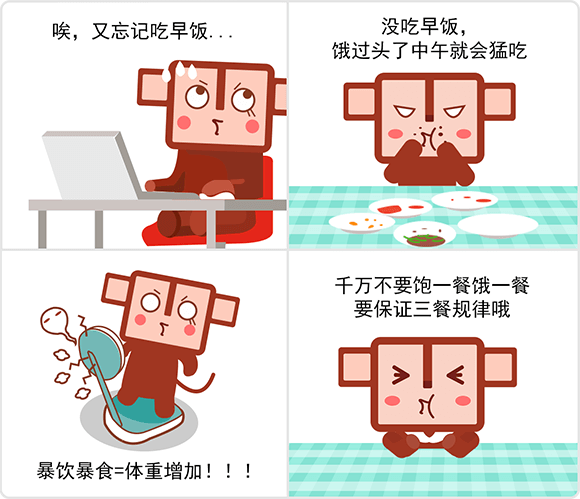 唉，又忘记吃早饭...
没吃早饭，
饿过头了中午就会猛吃
暴饮暴食=体重增加！！！
千万不要饱一餐饿一餐
要保证三餐规律哦